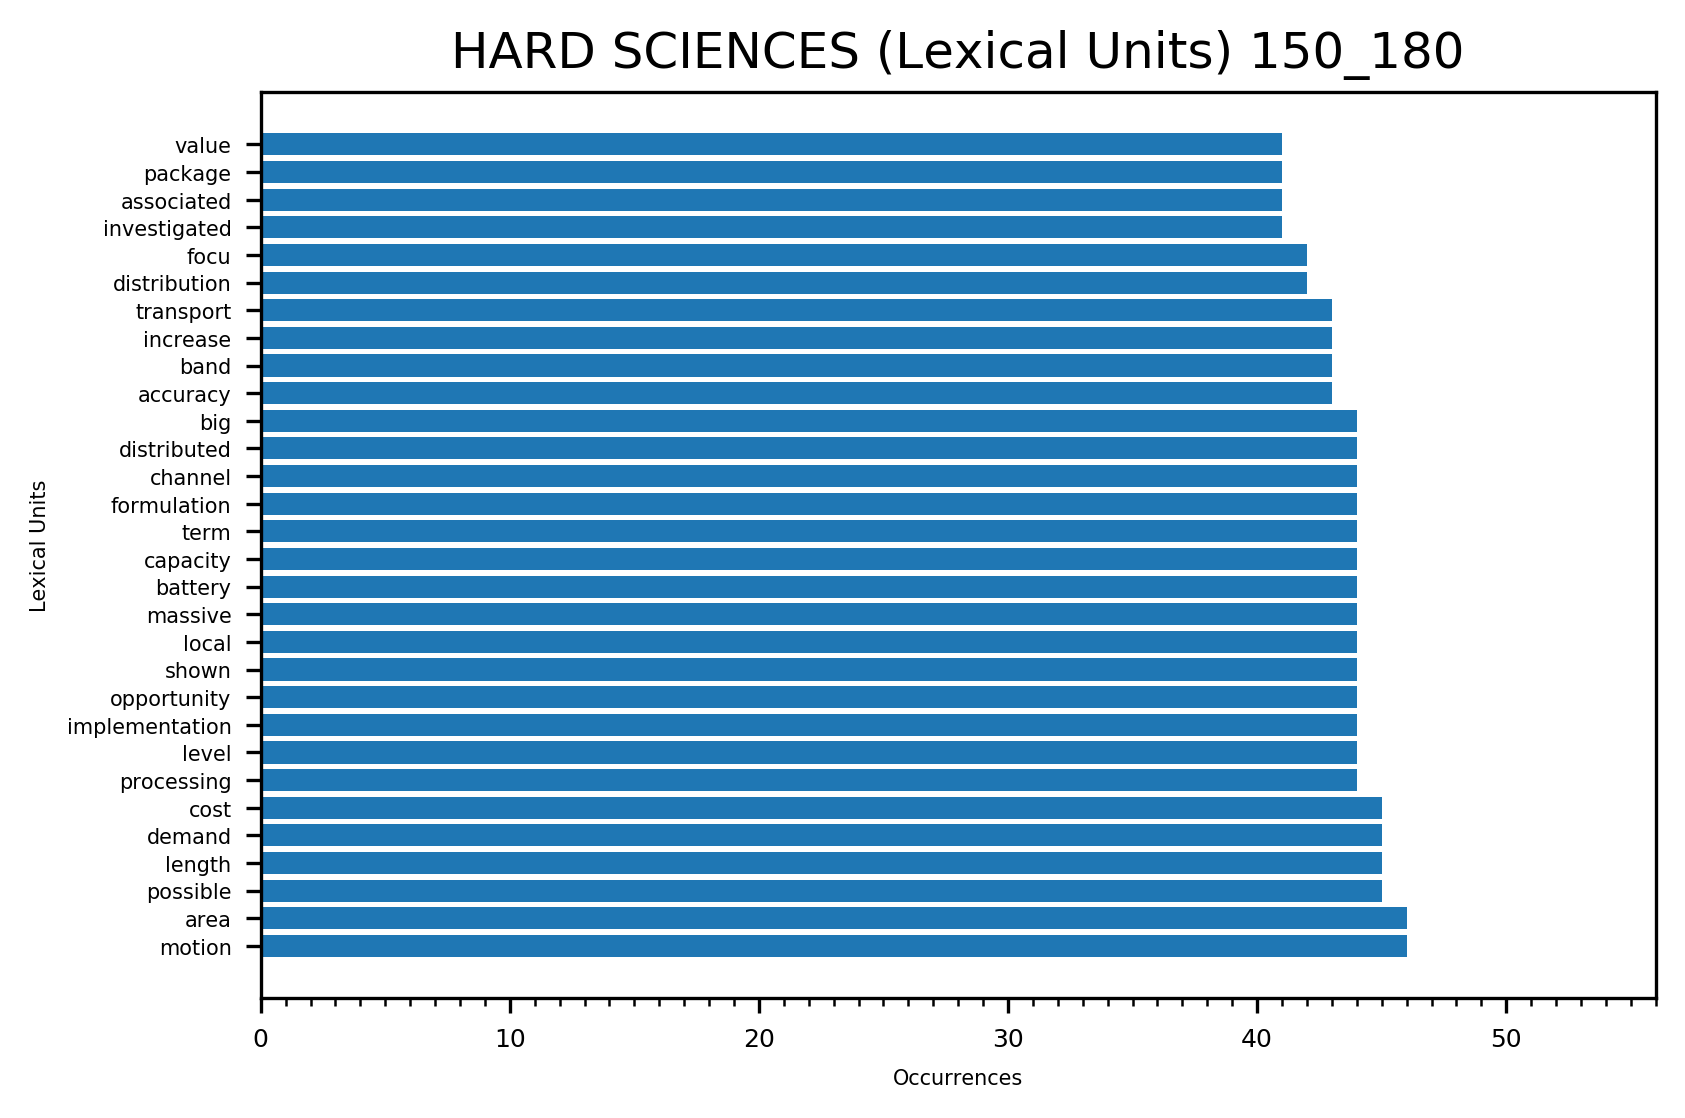 HARD SCIENCES (Lexical Units) 150_180
value
package
associated
investigated
focu
distribution
transport
increase
band
accuracy
big
distributed
channel
formulation
term
capacity
battery
massive
local
shown
opportunity
implementation
level
processing
cost
demand
length
possible
area
motion
Lexical Units
0 10 20 30 40 50
Occurrences